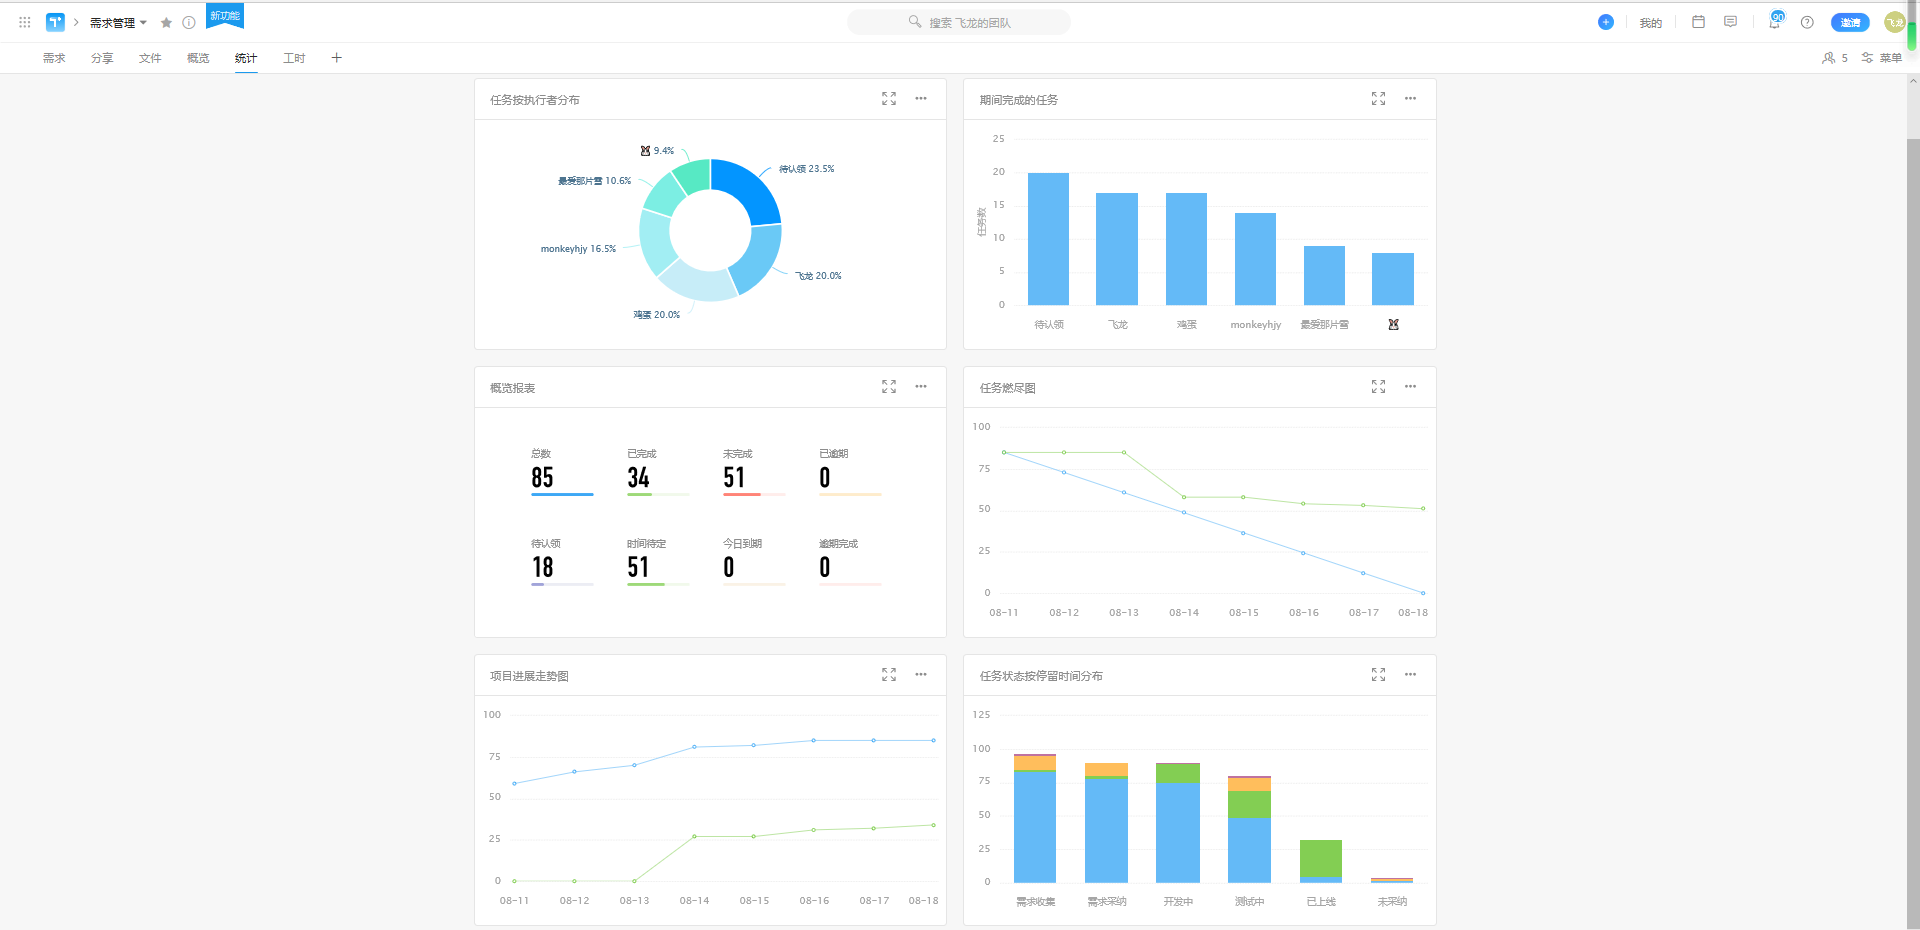 需求管理
新功能
搜索 飞龙的团队
我的
90
邀请
飞龙
需求
分享
文件
概览
统计
工时
5
菜单
任务按执行者分布
9.4%
待认领 23.5%
最爱那片雪 10.6%
monkeyhjy 16.5%
飞龙 20.0%
鸡蛋 20.0%
期间完成的任务
任务数
25
20
15
10
5
0
待认领
飞龙
鸡蛋
monkeyhjy
最爱那片雪
概览报表
总数
85
已完成
34
未完成
51
已逾期
0
待认领
18
时间待定
51
今日到期
0
逾期完成
0
任务燃尽图
100
75
50
25
0
08-11
08-12
08-13
08-14
08-15
08-16
08-17
08-18
项目进展走势图
100
75
50
25
0
08-11
08-12
08-13
08-14
08-15
08-16
08-17
08-18
任务状态按停留时间分布
125
100
75
50
25
0
需求收集
需求采纳
开发中
测试中
已上线
未采纳